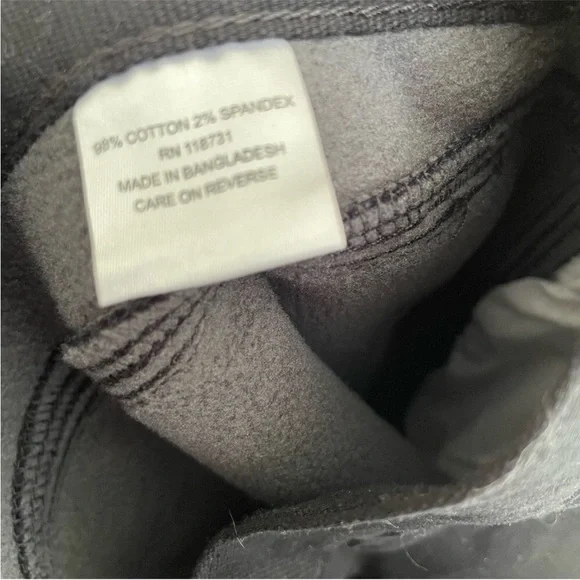 98% COTTON 2% SPANDEX
RN 118731
MADE IN BANGLADESH
CARE ON REVERSE